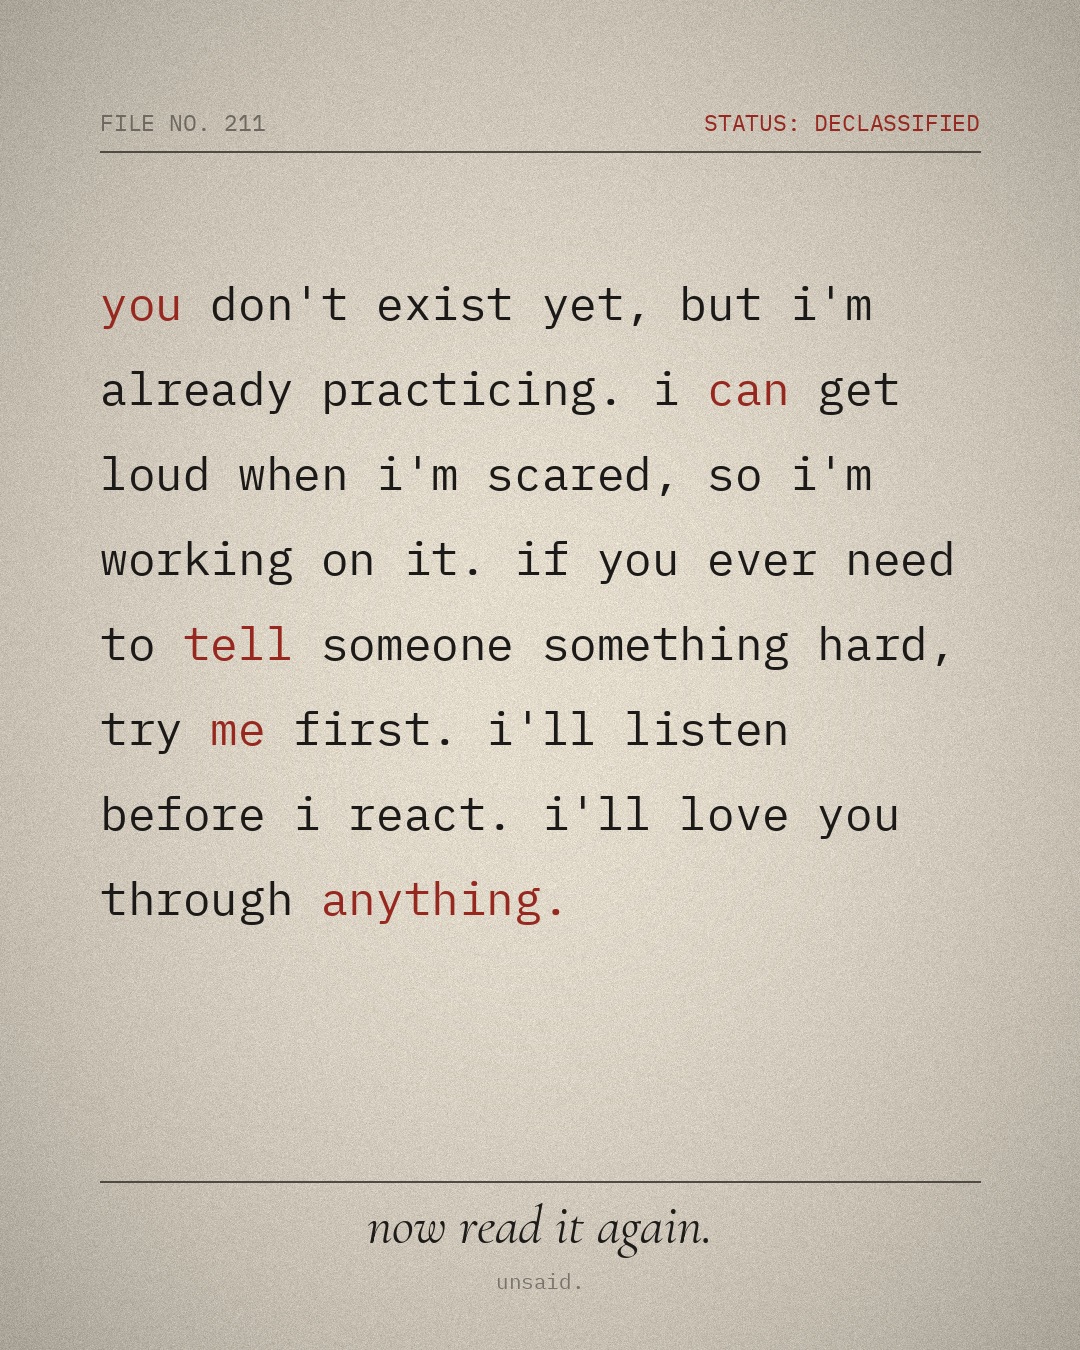 FILE NO. 211
STATUS: DECLASSIFIED
you don't exist yet, but i'm
already practicing. i can get
loud when i'm scared, so i'm
working on it. if you ever need
to tell someone something hard,
try me first. i'll listen
before i react. i'll love you
through anything.
now read it again.
unsaid.